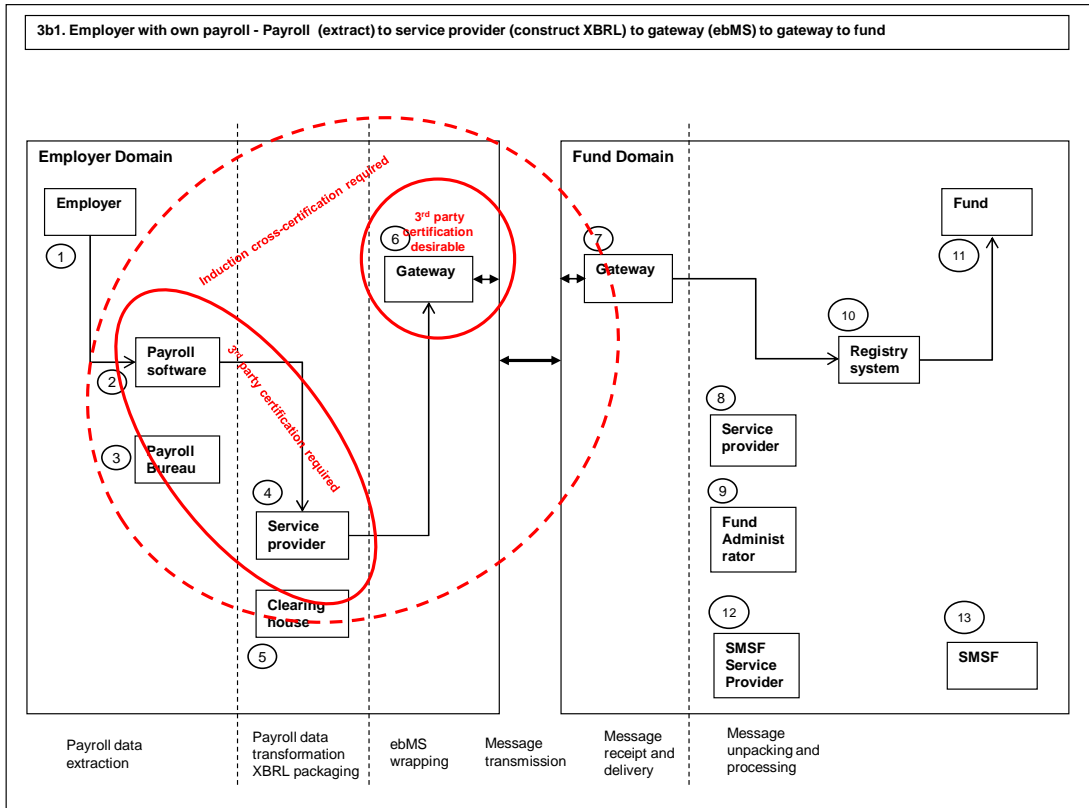 3b1. Employer with own payroll - Payroll (extract) to service provider (construct XBRL) to gateway (ebMS) to gateway to fund
Employer Domain
Fund Domain
Induction cross-certification required
Employer
1
3rd party
certification
desirable
6
Gateway
7
Gateway
Fund
11
10
Registry
system
Payroll
software
2
3rd party certification required
3
Payroll
Bureau
4
Service
provider
Clearing
house
5
8
Service
provider
9
Fund
Administ
rator
12
SMSF
Service
Provider
13
SMSF
Payroll data
extraction
Payroll data
transformation
XBRL packaging
ebMS
wrapping
Message
transmission
Message
receipt and
delivery
Message
unpacking and
processing